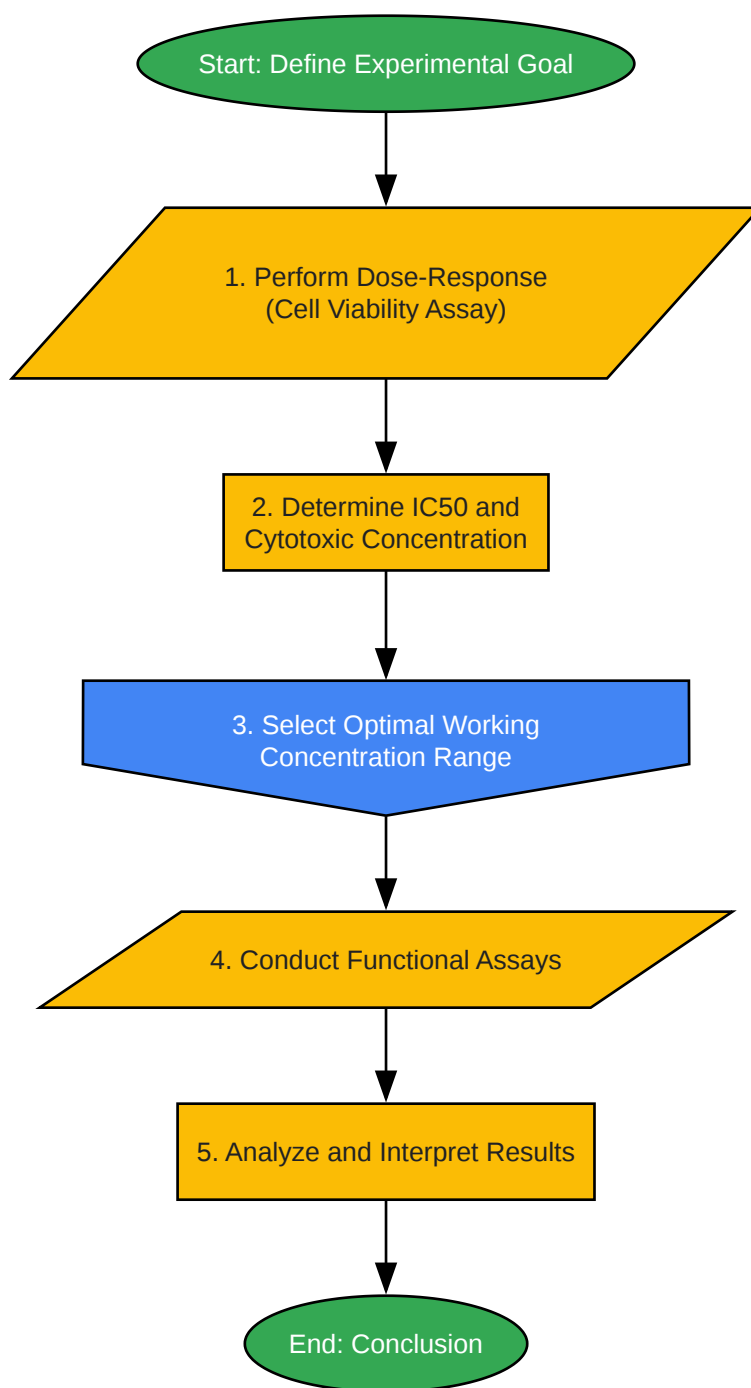 Start: Define Experimental Goal
1. Perform Dose-Response
(Cell Viability Assay)
2. Determine IC50 and
Cytotoxic Concentration
3. Select Optimal Working
Concentration Range
4. Conduct Functional Assays
5. Analyze and Interpret Results
End: Conclusion